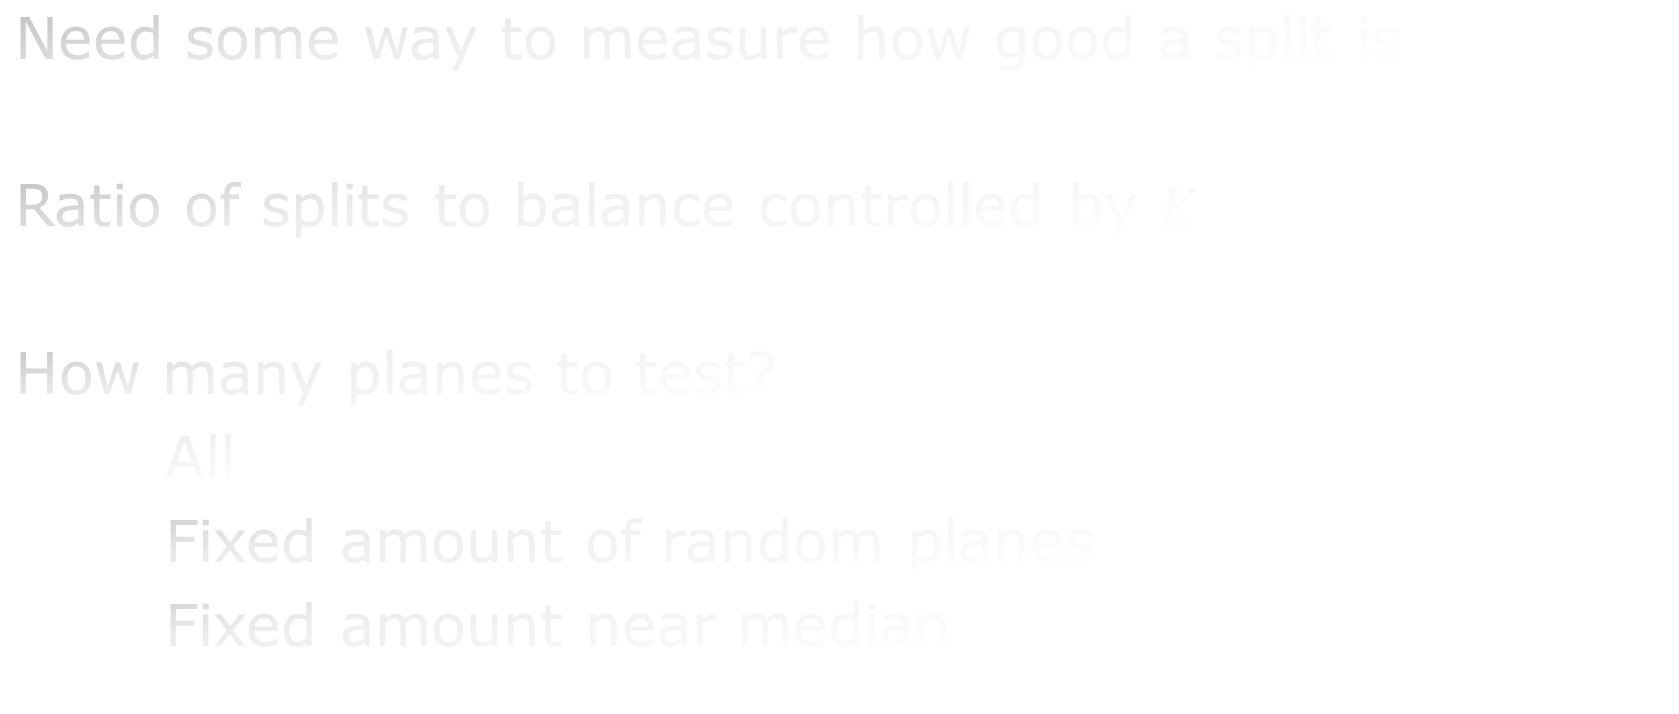 Need some way to measure how good a split is
Ratio of splits to balance controlled by K
How many planes to test?
All
Fixed amount of random planes
Fixed amount near median